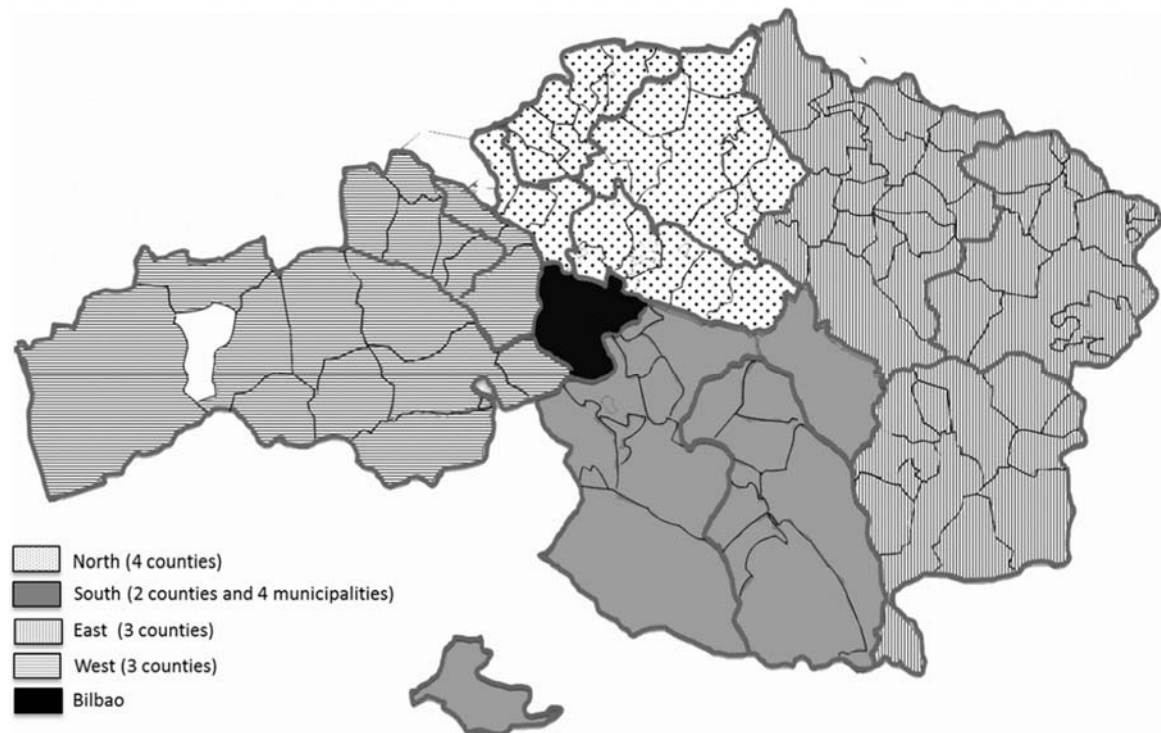 North (4 counties)
South (2 counties and 4 municipalities)
East (3 counties)
West (3 counties)
Bilbao